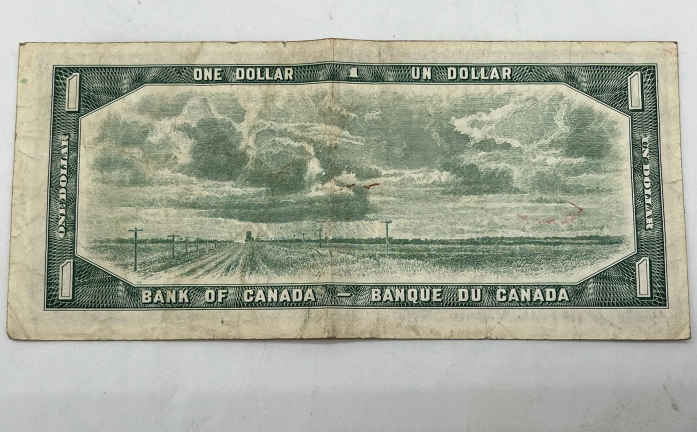 ONE DOLLAR 1 UN DOLLAR
1
1
ONE DOLLAR
UN DOLLAR
1
1
BANK OF CANADA — BANQUE DU CANADA